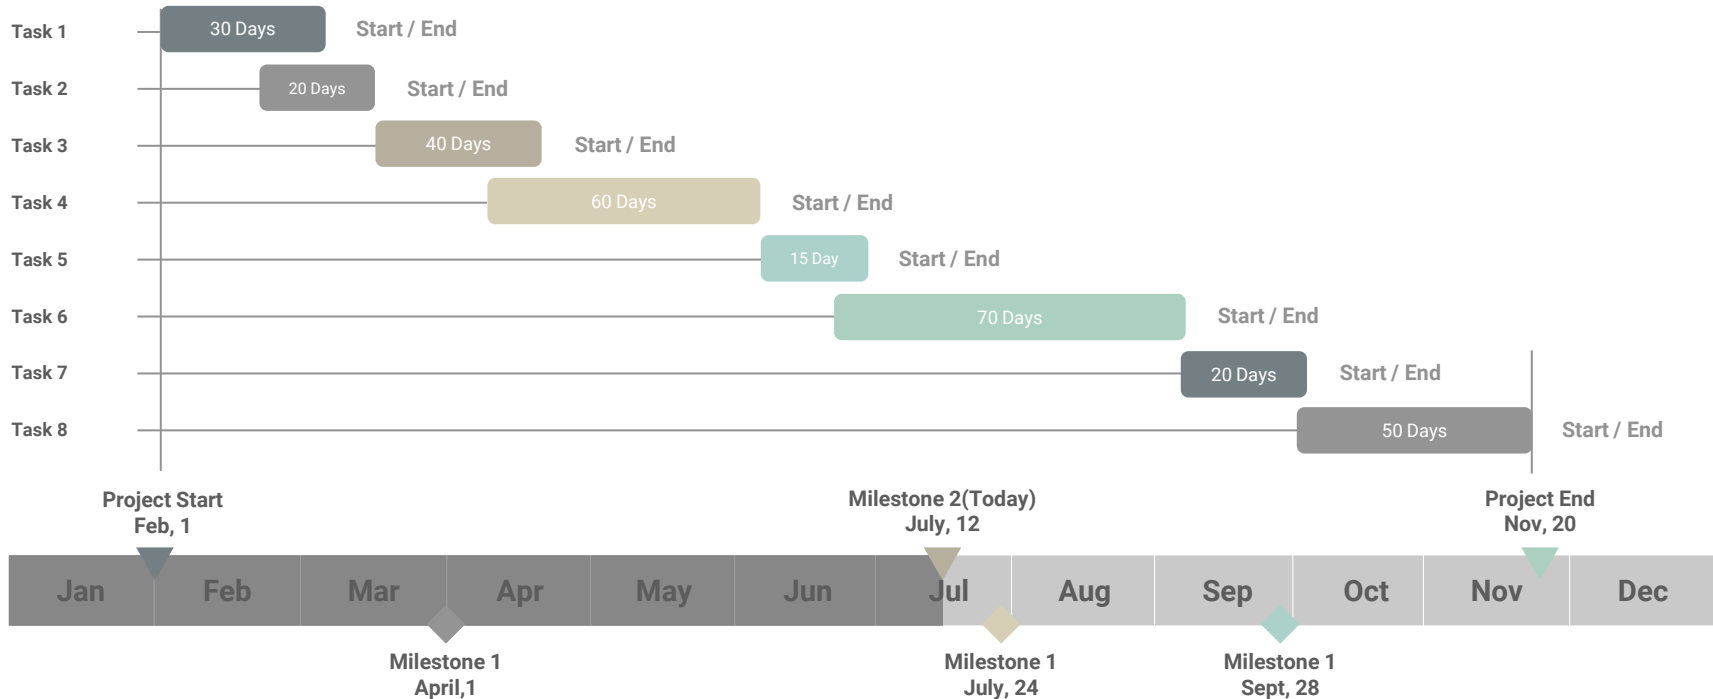 Task 1 30 Days Start / End
Task 2 20 Days Start / End
Task 3 40 Days Start / End
Task 4 60 Days Start / End
Task 5 15 Day Start / End
Task 6 70 Days Start / End
Task 7 20 Days Start / End
Task 8 50 Days Start / End
Project Start
Feb, 1
Milestone 2(Today)
July, 12
Project End
Nov, 20
Jan Feb Mar Apr May Jun Jul Aug Sep Oct Nov Dec
Milestone 1
April,1
Milestone 1
July, 24
Milestone 1
Sept, 28